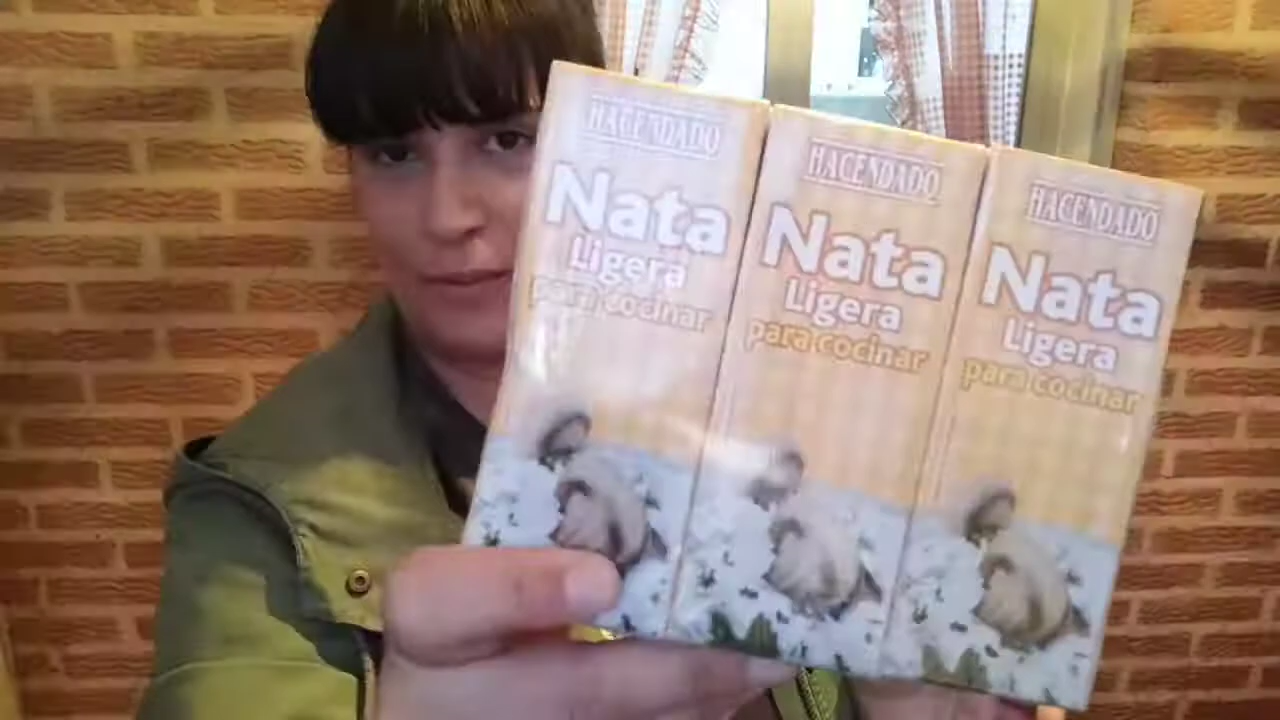 HACENDADO
Nata
Ligera
para cocinar
HACENDADO
Nata
Ligera
para cocinar
HACENDADO
Nata
Ligera
para cocinar